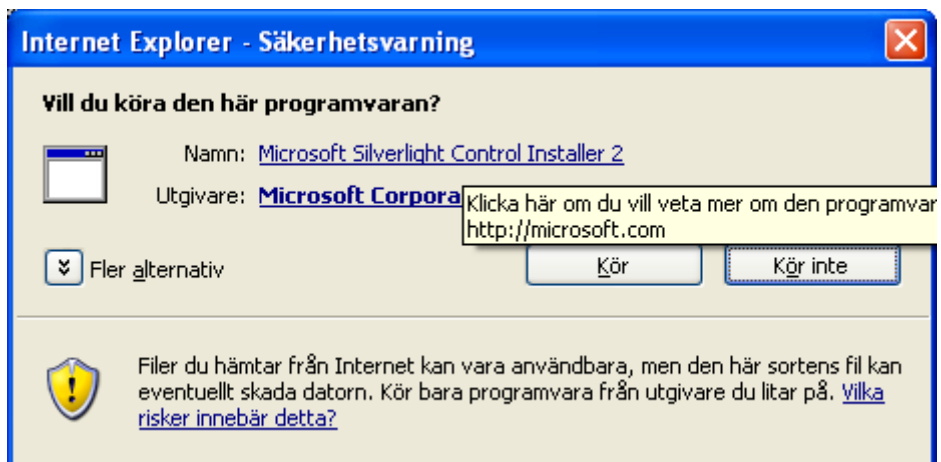 Internet Explorer - Säkerhetsvarning
Vill du köra den här programvaran?
Namn: Microsoft Silverlight Control Installer 2
Utgivare: Microsoft Corpora
Klicka här om du vill veta mer om den programvar
http://microsoft.com
Fler alternativ
Kör
Kör inte
Filer du hämtar från Internet kan vara användbara, men den här sortens fil kan
eventuellt skada datorn. Kör bara programvara från utgivare du litar på. Vilka
risker innebär detta?